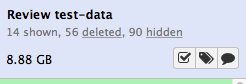 Review test-data
14 shown, 56 deleted, 90 hidden
8.88 GB